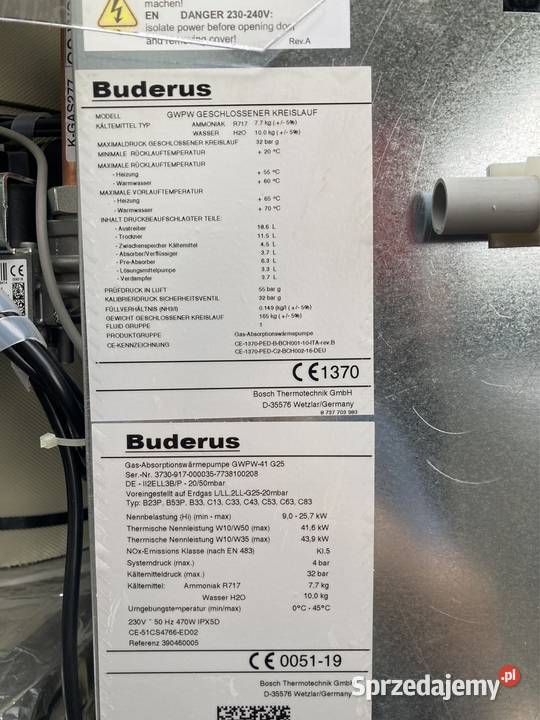 machen!
EN DANGER 230-240V:
isolate power before opening door
and removing cover!
Rev.A
K-GAS277
Buderus
MODELL GWPW GESCHLOSSENER KREISLAUF
KÄLTEMITTEL TYP AMMONIAK R717 7.7 kg (+/- 5%)
WASSER H2O 10.0 kg (+/- 5%)
MAXIMALDRUCK GESCHLOSSENER KREISLAUF 32 bar g
MINIMALE RÜCKLAUFTEMPERATUR + 20 °C
MAXIMALE RÜCKLAUFTEMPERATUR
- Heizung + 55 °C
- Warmwasser + 60 °C
MAXIMALE VORLAUFTEMPERATUR
- Heizung + 65 °C
- Warmwasser + 70 °C
INHALT DRUCKBEAUFSCHLAGTER TEILE:
- Austreiber 18.6 L
- Trockner 11.5 L
- Zwischenspeicher Kältemittel 4.5 L
- Absorber/Verflüssiger 3.7 L
- Pre-Absorber 6.3 L
- Lösungsmittelpumpe 3.3 L
- Verdampfer 3.7 L
PRÜFDRUCK IN LUFT 55 bar g
KALIBRIERDRUCK SICHERHEITSVENTIL 32 bar g
FÜLLVERHÄLTNIS (NH3/l) 0.149 (kg/l (+/- 5%)
GEWICHT GESCHLOSSENER KREISLAUF 165 kg (+/- 5%)
FLUID GRUPPE 1
PRODUKTGRUPPE Gas-Absorptionswärmepumpe
CE-KENNZEICHNUNG CE-1370-PED-B-BCH001-10-ITA-rev.B
CE-1370-PED-C2-BCH002-16-DEU
CE 1370
Bosch Thermotechnik GmbH
D-35576 Wetzlar/Germany
8 737 703 983
Buderus
Gas-Absorptionswärmepumpe GWPW-41 G25
Ser.-Nr. 3730-917-000035-7738100208
DE - II2ELL3B/P - 20/50mbar
Voreingestellt auf Erdgas L/LL,2LL-G25-20mbar
Typ: B23P, B53P, B33, C13, C33, C43, C53, C63, C83
Nennbelastung (Hi) (min - max) 9,0 - 25,7 kW
Thermische Nennleistung W10/W50 (max) 41,6 kW
Thermische Nennleistung W10/W35 (max) 43,9 kW
NOx-Emissions Klasse (nach EN 483) Kl.5
Systemdruck (max.) 4 bar
Kältemitteldruck (max.) 32 bar
Kältemittel: Ammoniak R717 7,7 kg
Wasser H2O 10,0 kg
Umgebungstemperatur (min/max) 0°C - 45°C
230V ~ 50 Hz 470W IPX5D
CE-51CS4766-ED02
Referenz 390460005
CE 0051-19
Bosch Thermotechnik GmbH
D-35576 Wetzlar/Germany
Sprzedajemy.pl